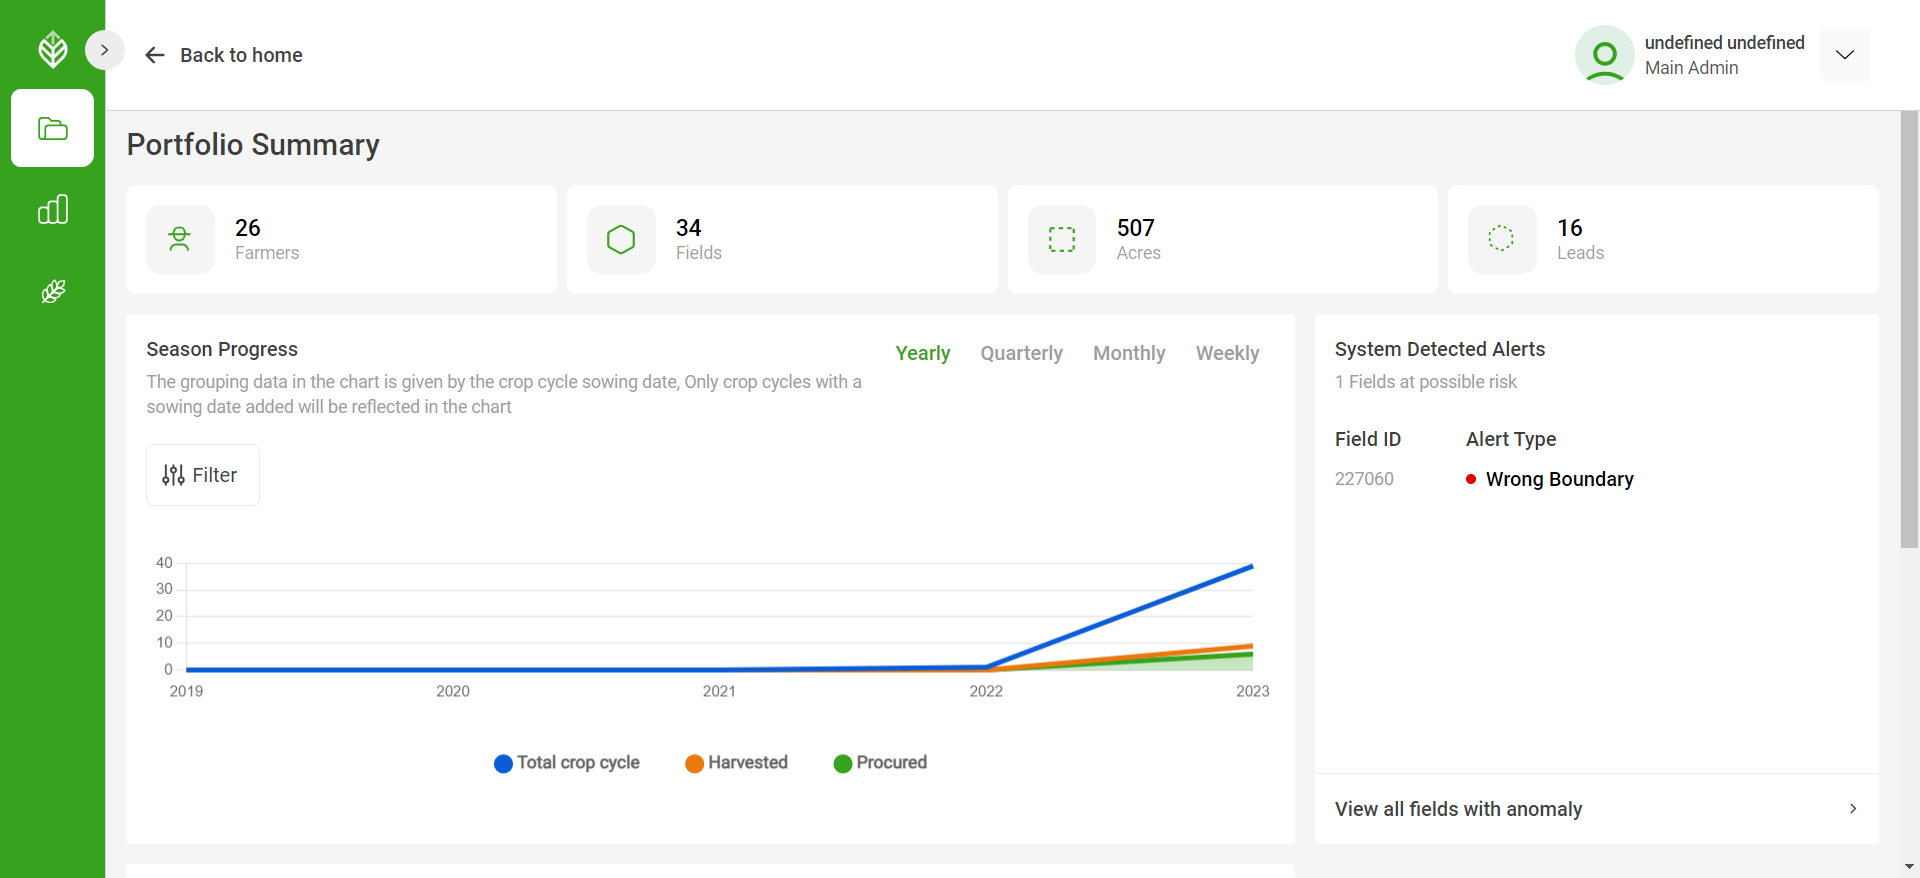 Back to home
undefined undefined
Main Admin
Portfolio Summary
26
Farmers
34
Fields
507
Acres
16
Leads
Season Progress
The grouping data in the chart is given by the crop cycle sowing date, Only crop cycles with a
sowing date added will be reflected in the chart
Yearly Quarterly Monthly Weekly
Filter
40
30
20
10
0
2019 2020 2021 2022 2023
Total crop cycle Harvested Procured
System Detected Alerts
1 Fields at possible risk
Field ID Alert Type
227060 Wrong Boundary
View all fields with anomaly